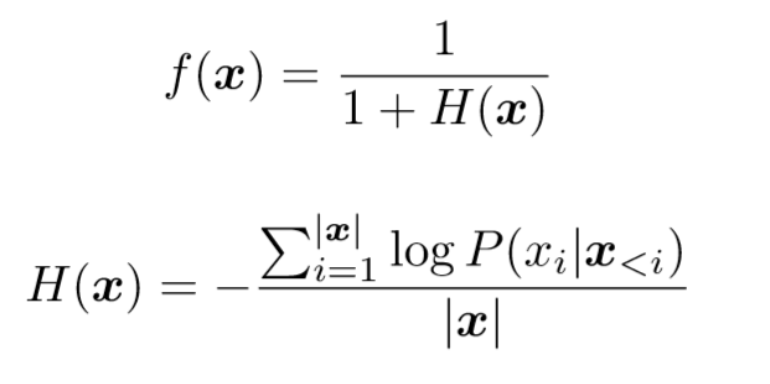 f(x) = 1 / (1 + H(x))
H(x) = − ∑_{i=1}^{|x|} log P(x_i|x_{<i}) / |x|